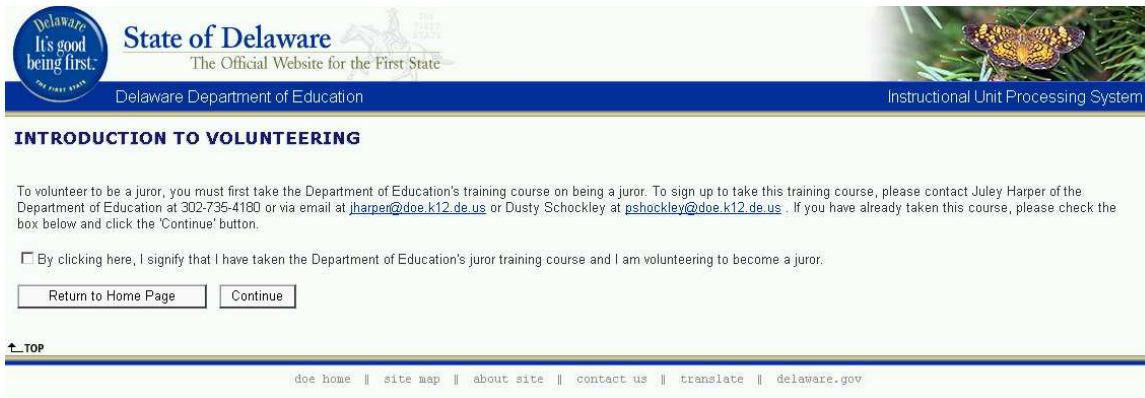 Delaware
It's good
being first.
THE FIRST STATE
State of Delaware
The Official Website for the First State
THE
FIRST
STATE
Delaware Department of Education
Instructional Unit Processing System
INTRODUCTION TO VOLUNTEERING
To volunteer to be a juror, you must first take the Department of Education's training course on being a juror. To sign up to take this training course, please contact Juley Harper of the
Department of Education at 302-735-4180 or via email at jharper@doe.k12.de.us or Dusty Schockley at pshockley@doe.k12.de.us . If you have already taken this course, please check the
box below and click the 'Continue' button.
By clicking here, I signify that I have taken the Department of Education's juror training course and I am volunteering to become a juror.
Return to Home Page
Continue
TOP
doe home || site map || about site || contact us || translate || delaware.gov